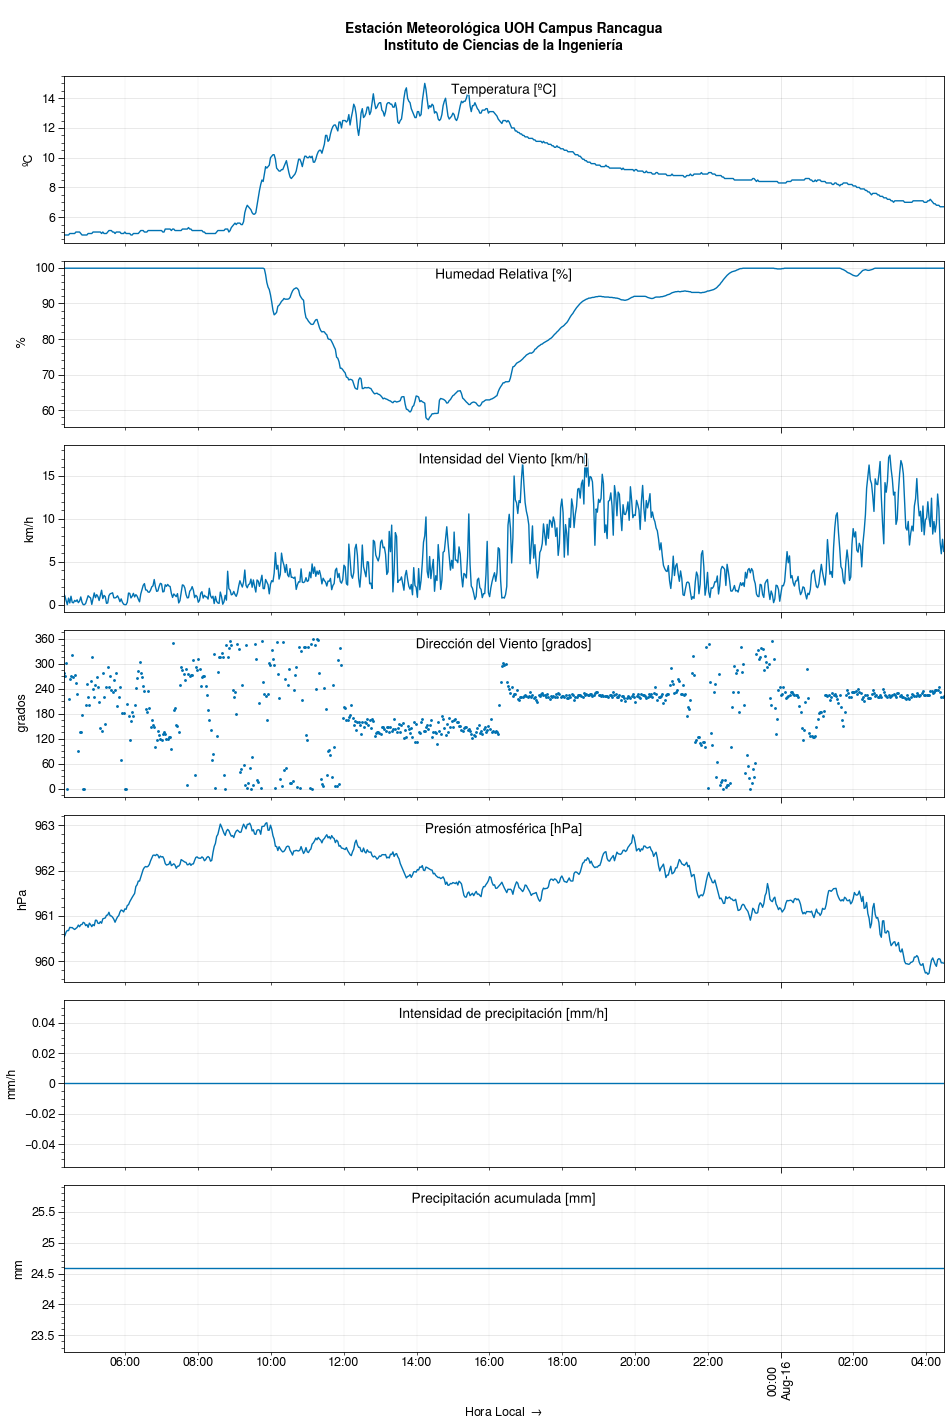 Estación Meteorológica UOH Campus Rancagua
Instituto de Ciencias de la Ingeniería
Temperatura [ºC]
14
12
10
8
6
ºC
Humedad Relativa [%]
100
90
80
70
60
%
Intensidad del Viento [km/h]
15
10
5
0
km/h
Dirección del Viento [grados]
360
300
240
180
120
60
0
grados
Presión atmosférica [hPa]
963
962
961
960
hPa
Intensidad de precipitación [mm/h]
0.04
0.02
0
−0.02
−0.04
mm/h
Precipitación acumulada [mm]
25.5
25
24.5
24
23.5
mm
06:00 08:00 10:00 12:00 14:00 16:00 18:00 20:00 22:00 00:00 02:00 04:00
Aug-16
Hora Local →